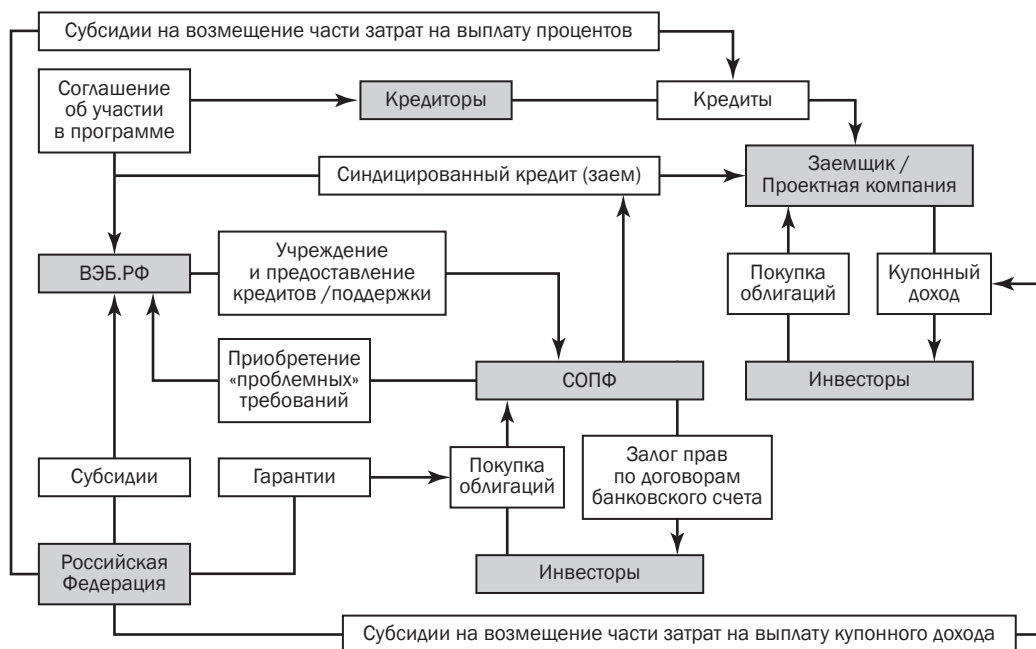 Субсидии на возмещение части затрат на выплату процентов
Соглашение
об участии
в программе
Кредиторы
Кредиты
Синдицированный кредит (заем)
Заемщик /
Проектная компания
ВЭБ.РФ
Учреждение
и предоставление
кредитов /поддержки
Покупка
облигаций
Купонный
доход
Приобретение
«проблемных»
требований
СОПФ
Инвесторы
Субсидии
Гарантии
Покупка
облигаций
Залог прав
по договорам
банковского счета
Российская
Федерация
Инвесторы
Субсидии на возмещение части затрат на выплату купонного дохода